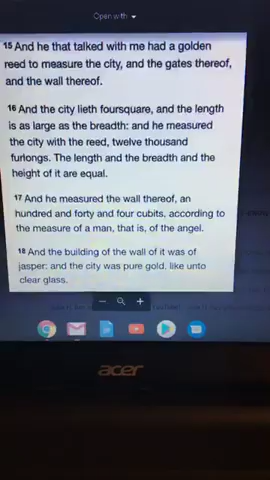 Open with
15 And he that talked with me had a golden
reed to measure the city, and the gates thereof,
and the wall thereof.
16 And the city lieth foursquare, and the length
is as large as the breadth: and he measured
the city with the reed, twelve thousand
furlongs. The length and the breadth and the
height of it are equal.
17 And he measured the wall thereof, an
hundred and forty and four cubits, according to
the measure of a man, that is, of the angel.
18 And the building of the wall of it was of
jasper: and the city was pure gold, like unto
clear glass.
acer